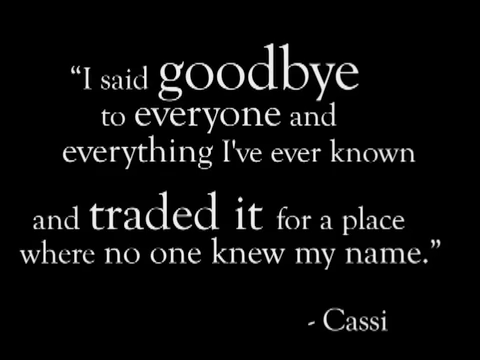 “I said goodbye
to everyone and
everything I've ever known
and traded it for a place
where no one knew my name.”
- Cassi